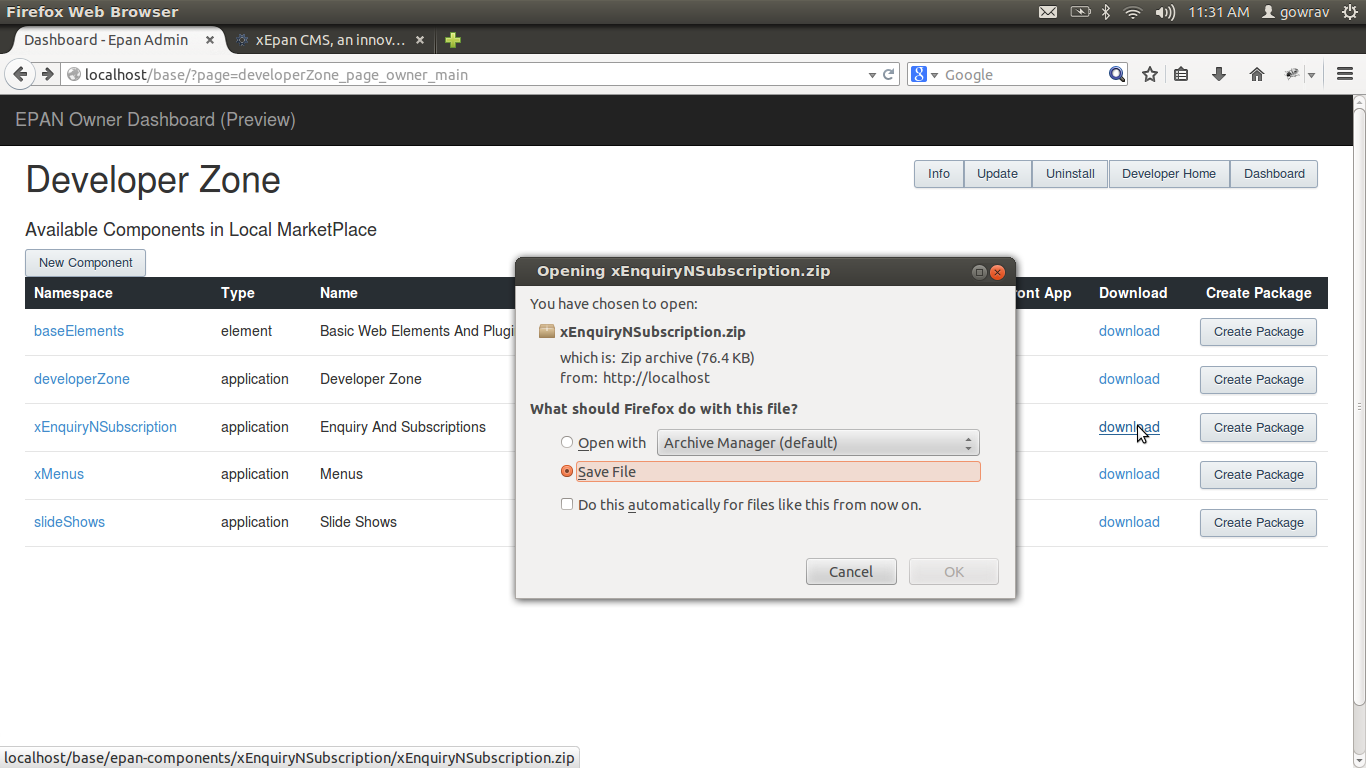 Firefox Web Browser
11:31 AM gowrav
Dashboard - Epan Admin
xEpan CMS, an innov...
localhost/base/?page=developerZone_page_owner_main
Google
EPAN Owner Dashboard (Preview)
Developer Zone
Info Update Uninstall Developer Home Dashboard
Available Components in Local MarketPlace
New Component
Namespace Type Name ront App Download Create Package
baseElements element Basic Web Elements And Plugi download Create Package
developerZone application Developer Zone download Create Package
xEnquiryNSubscription application Enquiry And Subscriptions download Create Package
xMenus application Menus download Create Package
slideShows application Slide Shows download Create Package
Opening xEnquiryNSubscription.zip
You have chosen to open:
xEnquiryNSubscription.zip
which is: Zip archive (76.4 KB)
from: http://localhost
What should Firefox do with this file?
Open with Archive Manager (default)
Save File
Do this automatically for files like this from now on.
Cancel OK
localhost/base/epan-components/xEnquiryNSubscription/xEnquiryNSubscription.zip